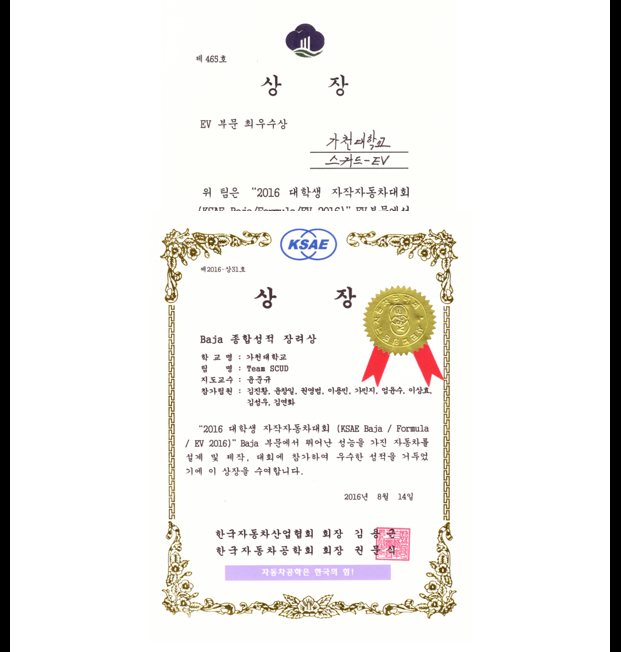 제 465호
상 장
EV 부문 최우수상
가천대학교
스커드-EV
위 팀은 "2016 대학생 자작자동차대회
(KSAE Baja/Formula/EV 2016)" EV부문에서
KSAE
제2016-상31호
상 장
Baja 종합성적 장려상
학 교 명 : 가천대학교
팀 명 : Team SCUD
지도교수 : 윤준규
참가팀원 : 김진황, 윤창일, 원영범, 이용민, 가민지, 엄윤수, 이상효,
김성우, 김연화
"2016 대학생 자작자동차대회 (KSAE Baja / Formula
/ EV 2016)" Baja 부문에서 뛰어난 성능을 가진 자동차를
설계 및 제작, 대회에 참가하여 우수한 성적을 거두었
기에 이 상장을 수여합니다.
2016년 8월 14일
한국자동차산업협회 회장 김 용 근
한국자동차공학회 회장 권 문 식
자동차공학은 한국의 힘!